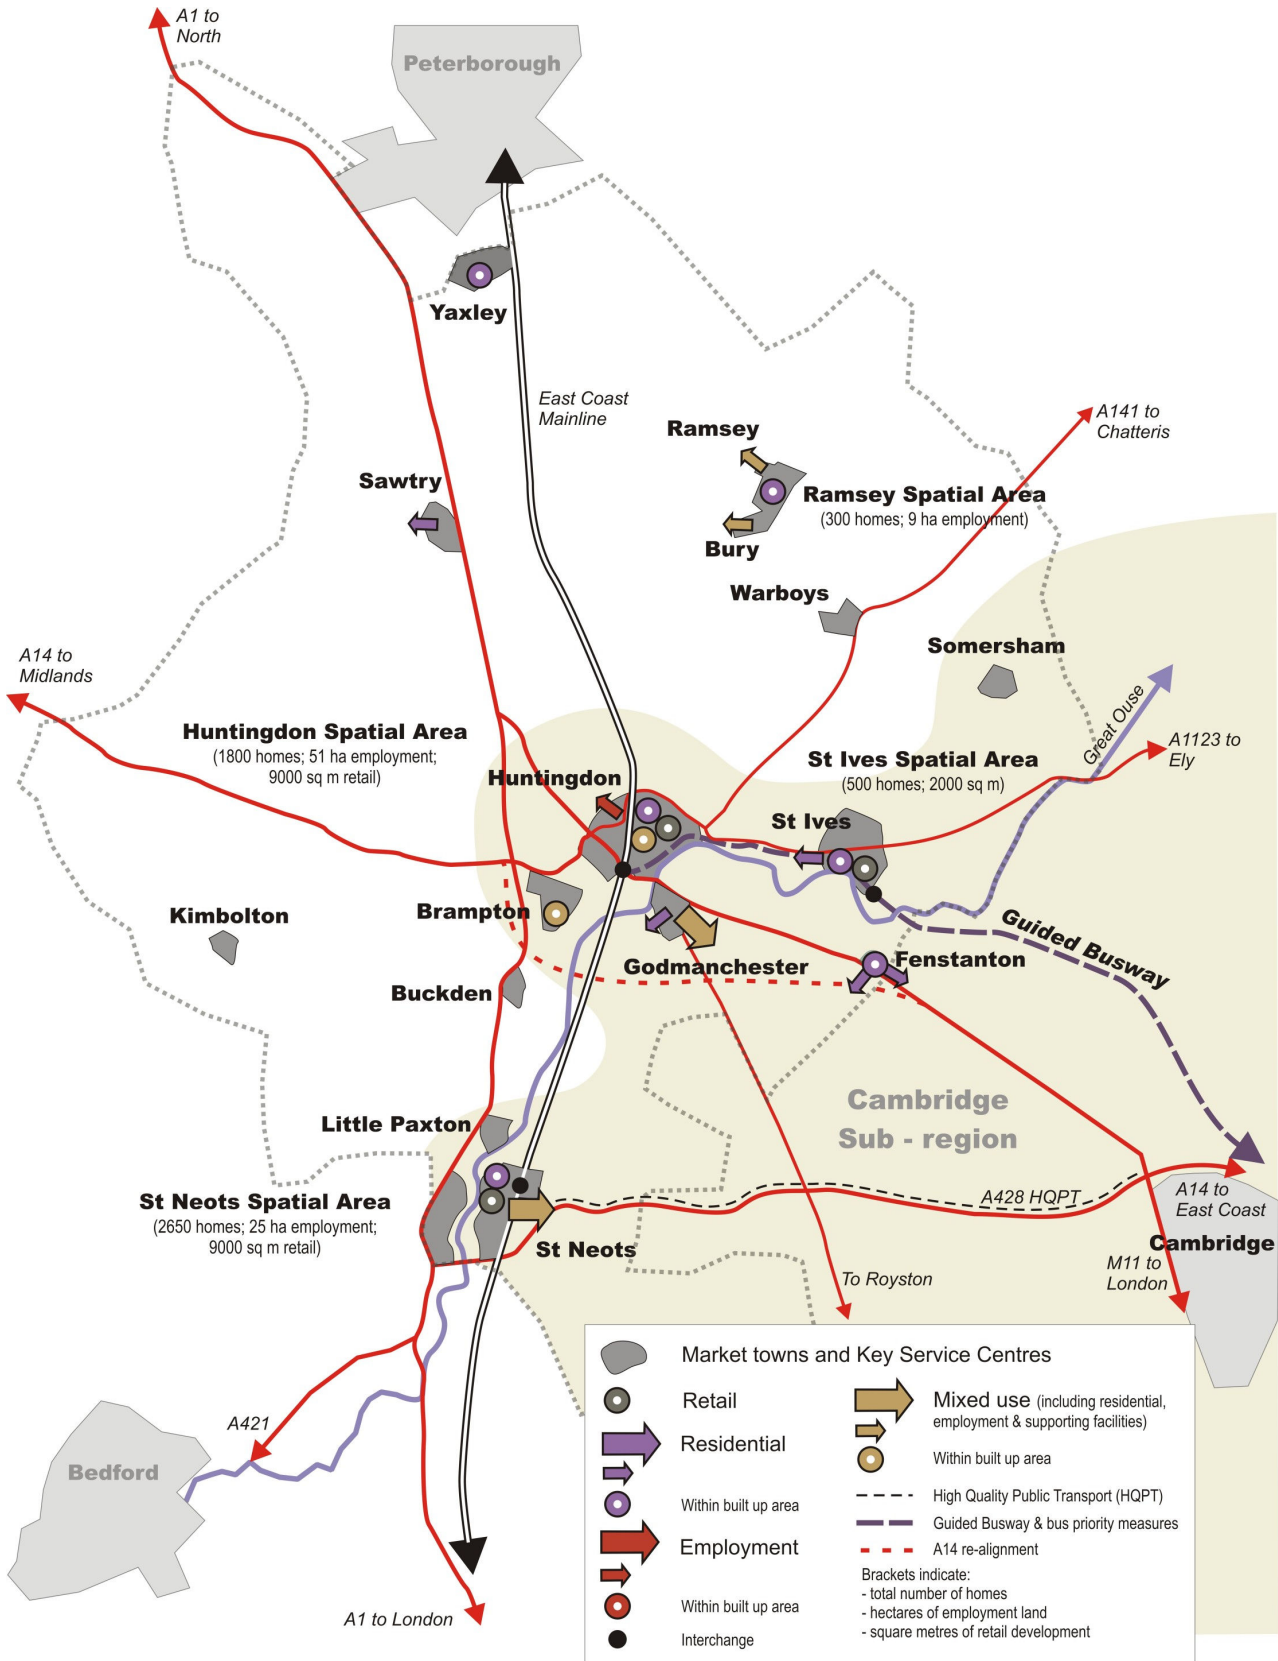 A1 to
North
Peterborough
Yaxley
East Coast
Mainline
A141 to
Chatteris
Ramsey
Sawtry
Ramsey Spatial Area
(300 homes; 9 ha employment)
Bury
Warboys
Somersham
A14 to
Midlands
Great Ouse
Huntingdon Spatial Area
(1800 homes; 51 ha employment;
9000 sq m retail)
A1123 to
Ely
St Ives Spatial Area
(500 homes; 2000 sq m)
Huntingdon
St Ives
Kimbolton
Brampton
Guided Busway
Godmanchester
Fenstanton
Buckden
Cambridge
Sub - region
Little Paxton
St Neots Spatial Area
(2650 homes; 25 ha employment;
9000 sq m retail)
A428 HQPT
A14 to
East Coast
St Neots
Cambridge
M11 to
London
To Royston
A421
Bedford
A1 to London
Market towns and Key Service Centres
Retail
Residential
Within built up area
Employment
Within built up area
Interchange
Mixed use (including residential,
employment & supporting facilities)
Within built up area
High Quality Public Transport (HQPT)
Guided Busway & bus priority measures
A14 re-alignment
Brackets indicate:
- total number of homes
- hectares of employment land
- square metres of retail development